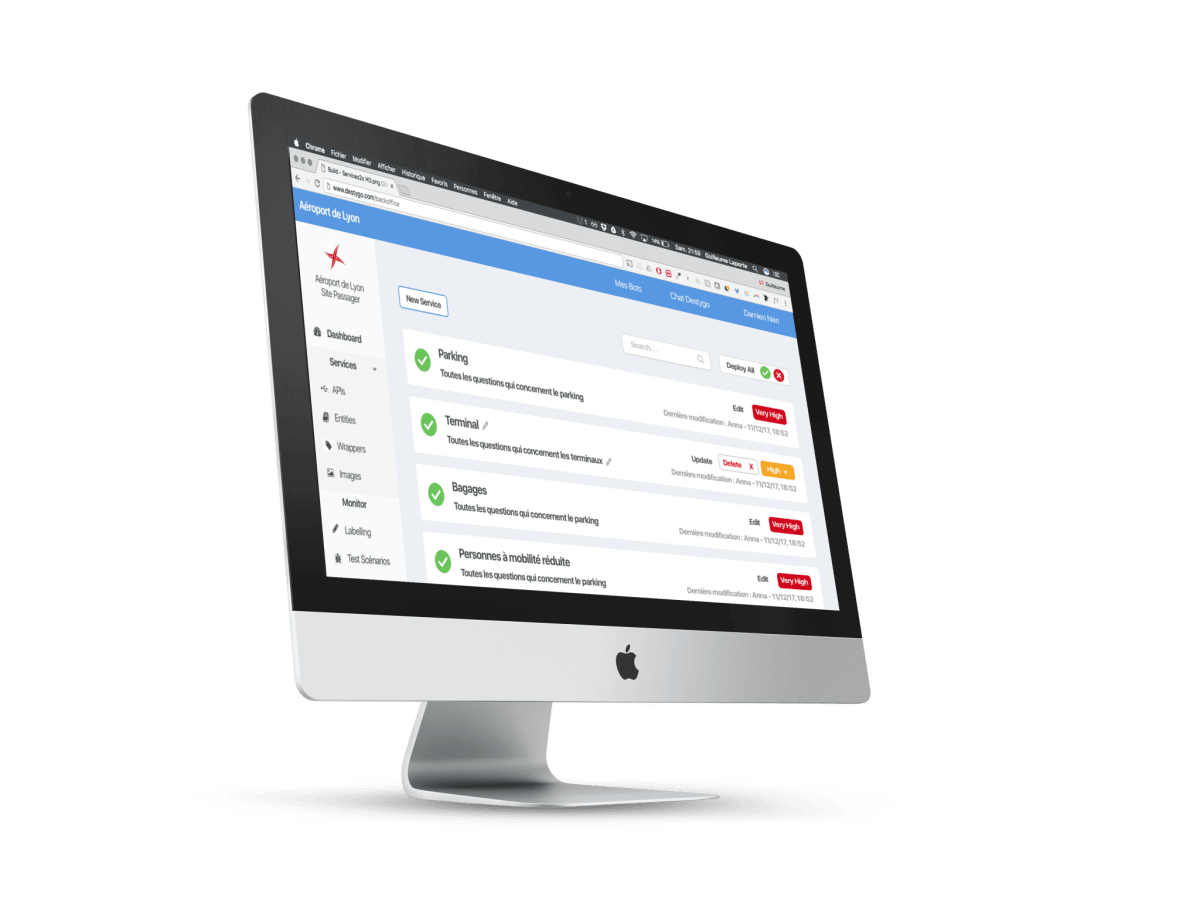 Chrome Fichier Modifier Afficher Historique Favoris Personnes Fenêtre Aide
14% Sam. 21:59 Guillaume Laporte
Build - Services2x HD.png
Guillaume
www.destygo.com/backoffice
Aéroport de Lyon
Mes Bots Chat Destygo Damien Néri
Aéroport de Lyon
Site Passager
Dashboard
Services
APIs
Entities
Wrappers
Images
Monitor
Labelling
Test Scénarios
New Service
Search. . .
Deploy All
Parking
Toutes les questions qui concernent le parking
Edit Very High
Dernière modification : Anna - 11/12/17, 18:52
Terminal
Toutes les questions qui concernent les terminaux
Update Delete X High
Dernière modification : Anna - 11/12/17, 18:52
Bagages
Toutes les questions qui concernent le parking
Edit Very High
Dernière modification : Anna - 11/12/17, 18:52
Personnes à mobilité réduite
Toutes les questions qui concernent le parking
Edit Very High
Dernière modification : Anna - 11/12/17, 18:52